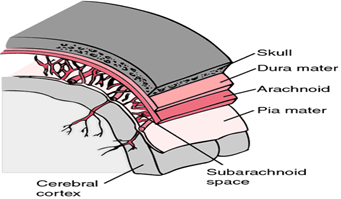 Skull
Dura mater
Arachnoid
Pia mater
Subarachnoid
space
Cerebral
cortex